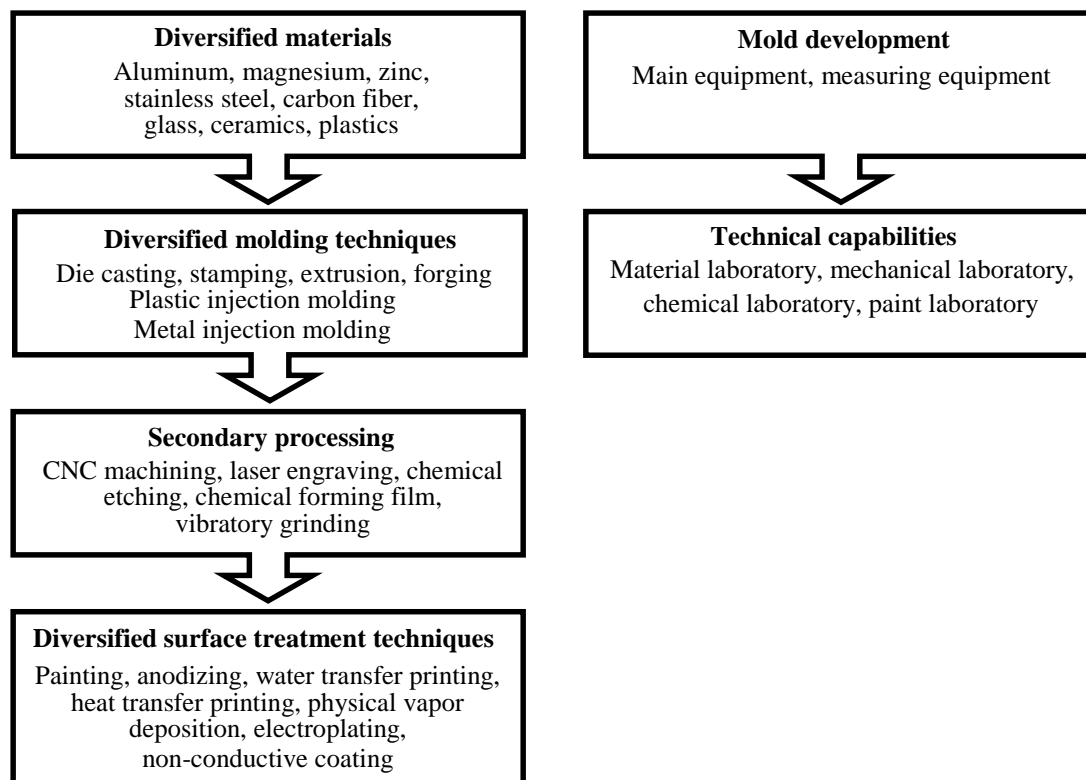 Diversified materials
Aluminum, magnesium, zinc,
stainless steel, carbon fiber,
glass, ceramics, plastics
Diversified molding techniques
Die casting, stamping, extrusion, forging
Plastic injection molding
Metal injection molding
Secondary processing
CNC machining, laser engraving, chemical
etching, chemical forming film,
vibratory grinding
Diversified surface treatment techniques
Painting, anodizing, water transfer printing,
heat transfer printing, physical vapor
deposition, electroplating,
non-conductive coating
Mold development
Main equipment, measuring equipment
Technical capabilities
Material laboratory, mechanical laboratory,
chemical laboratory, paint laboratory